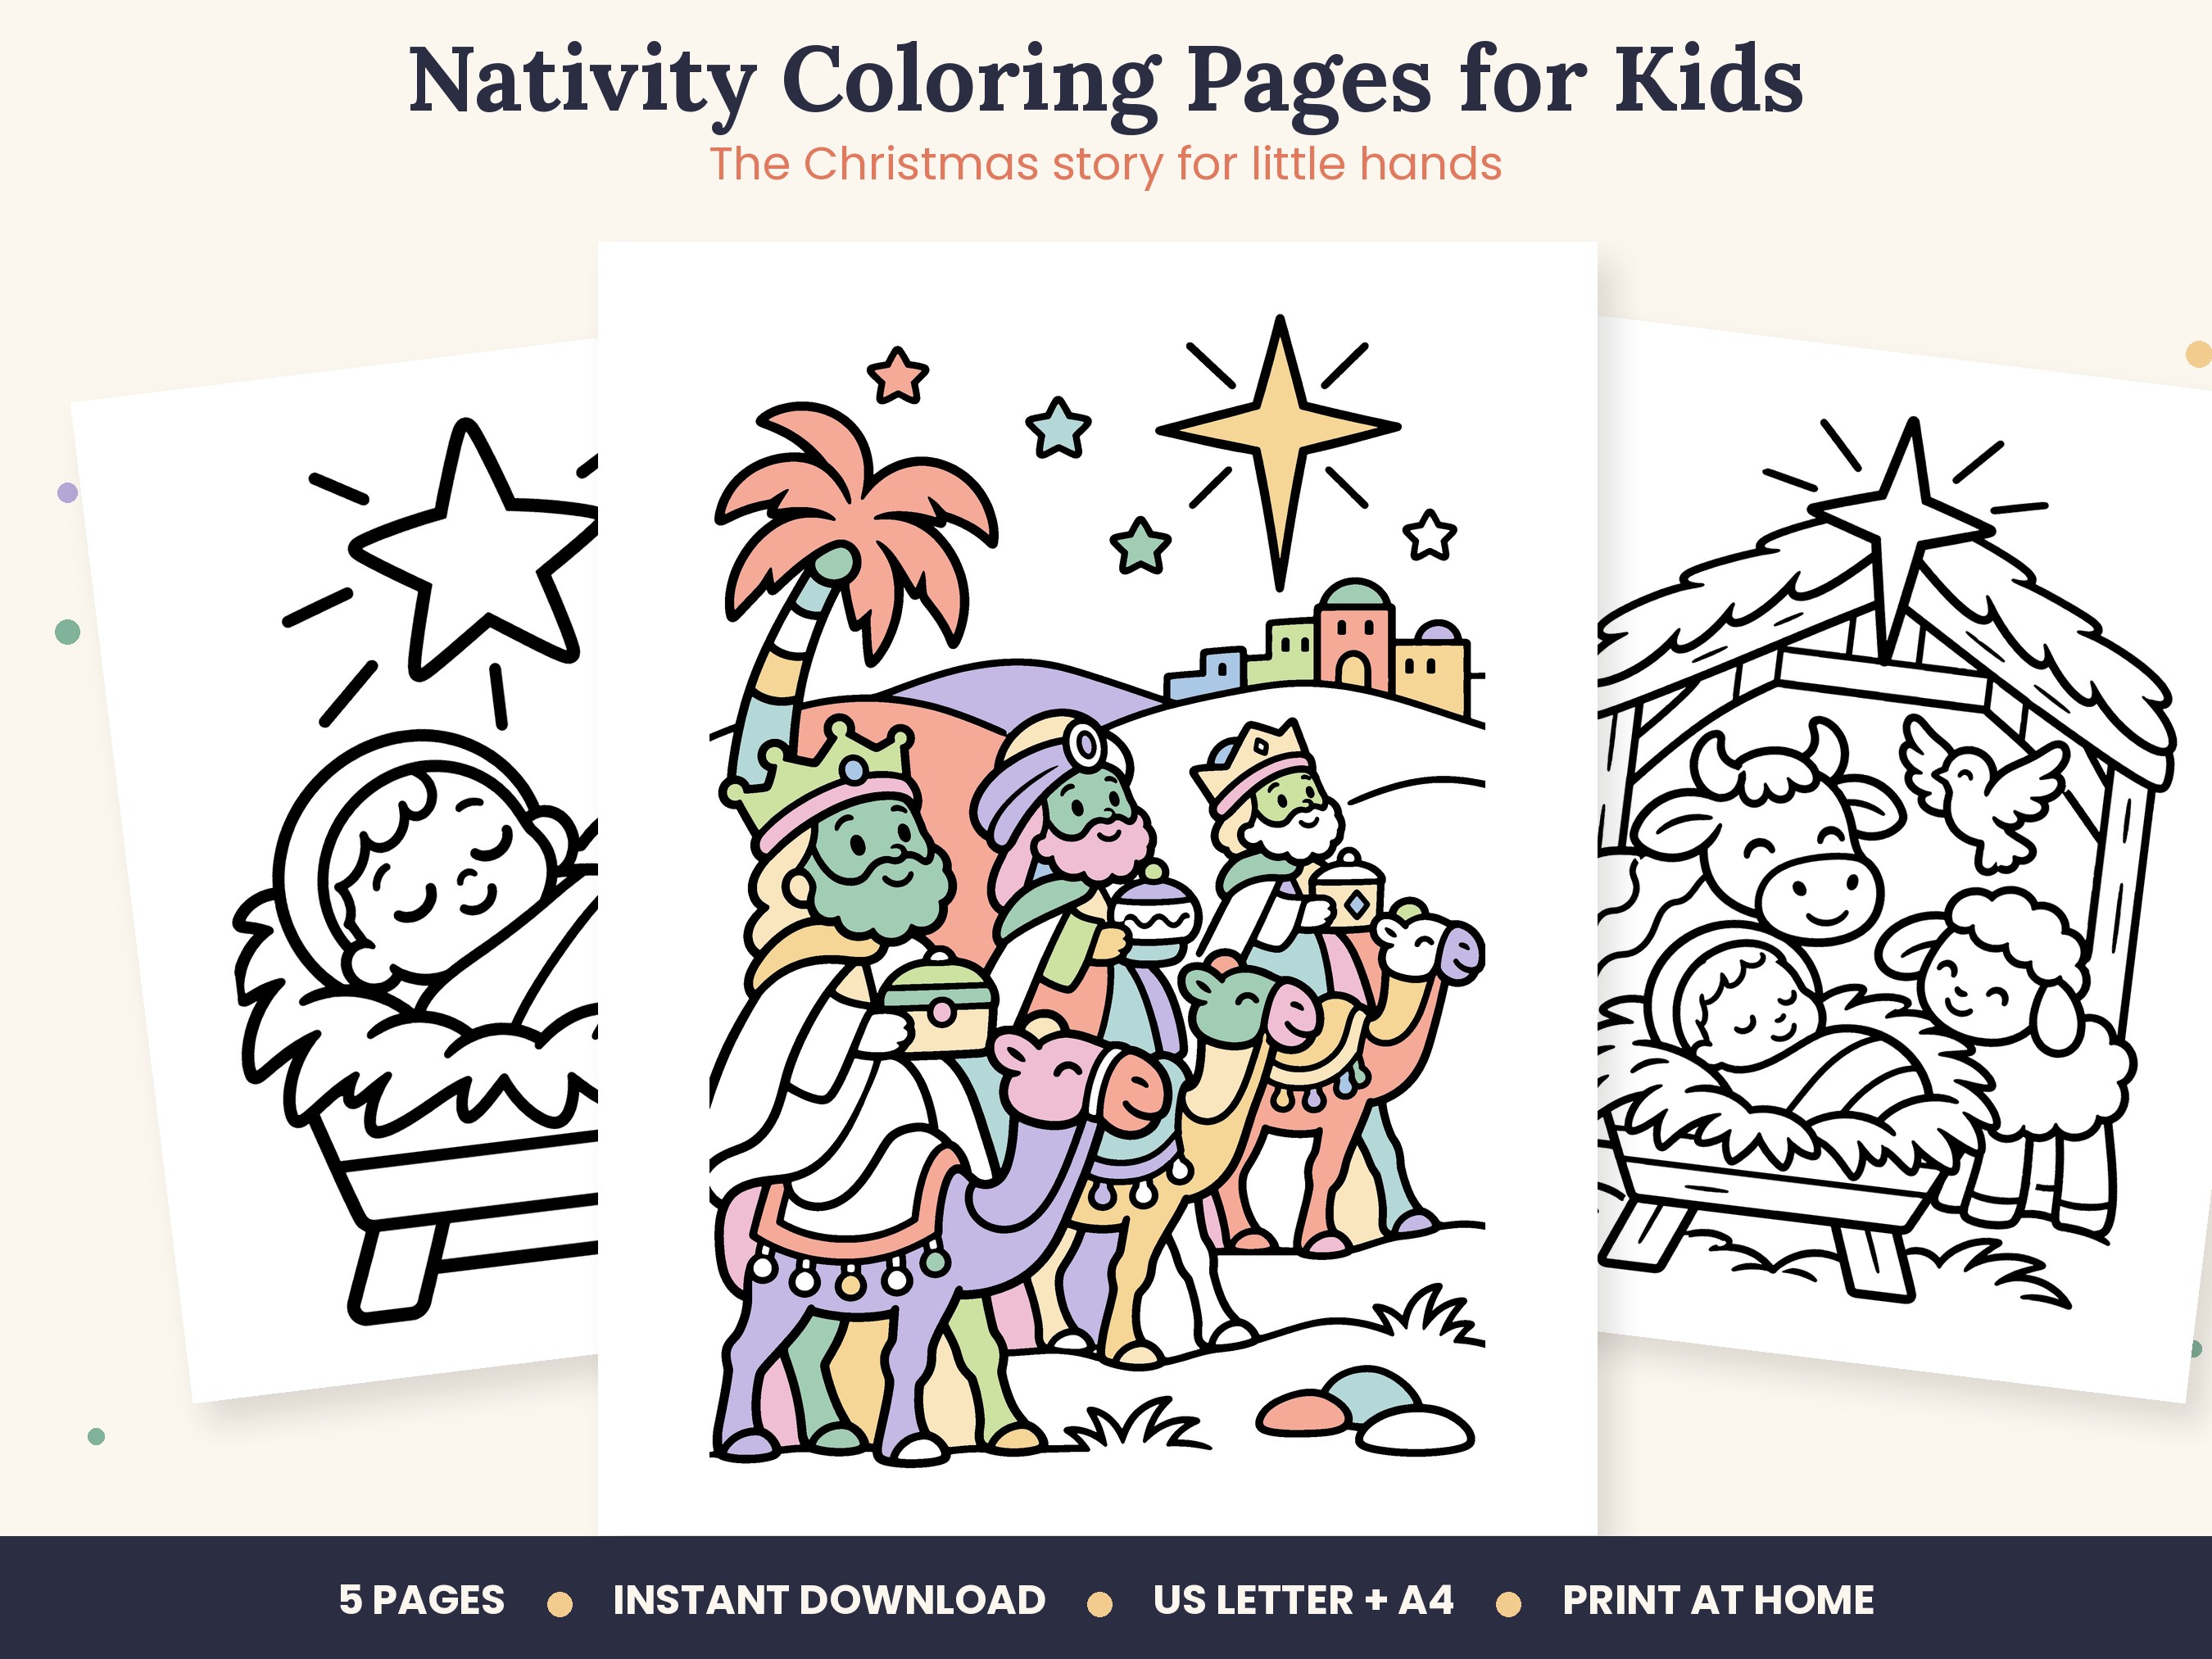 Nativity Coloring Pages for Kids
The Christmas story for little hands
5 PAGES ● INSTANT DOWNLOAD ● US LETTER + A4 ● PRINT AT HOME